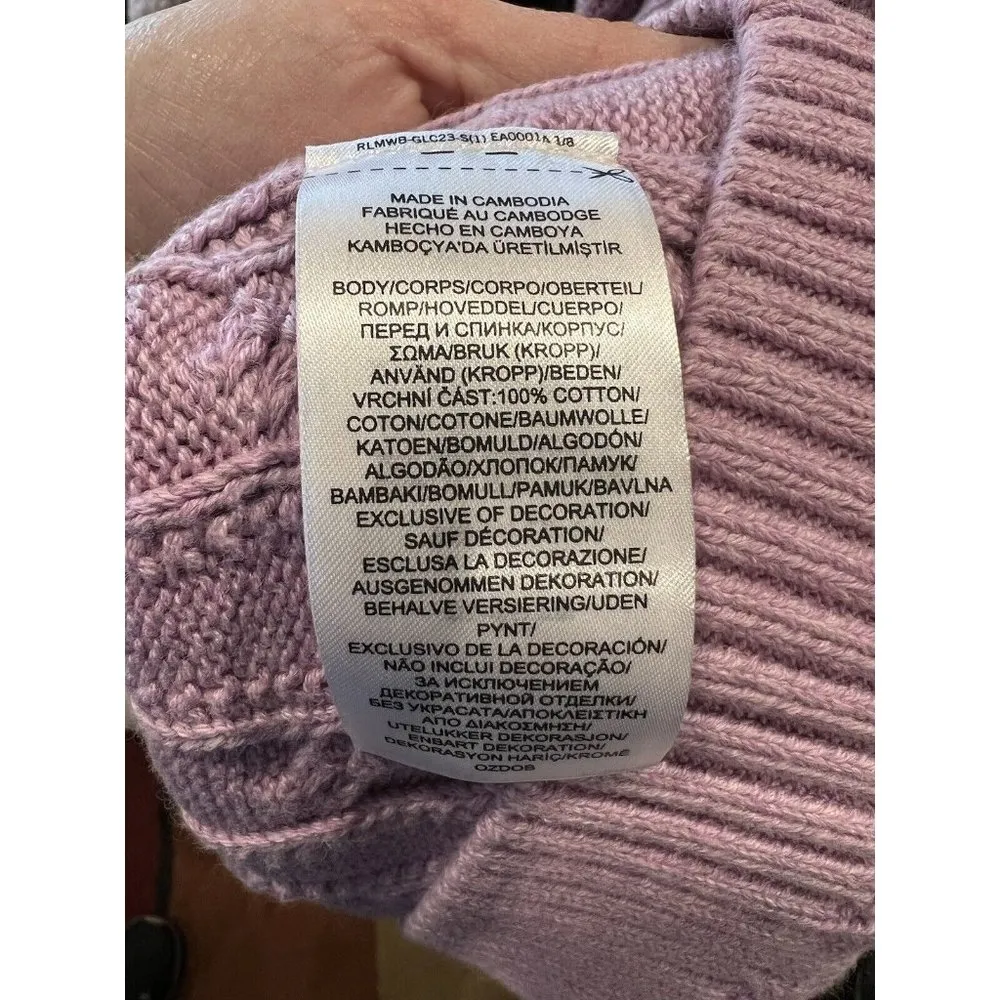 RLMWB-GLC23-S(1) EA0001A 1/8
MADE IN CAMBODIA
FABRIQUÉ AU CAMBODGE
HECHO EN CAMBOYA
KAMBOÇYA'DA ÜRETİLMİŞTİR
BODY/CORPS/CORPO/OBERTEIL/
ROMP/HOVEDDEL/CUERPO/
ПЕРЕД И СПИНКА/КОРПУС/
ΣΩΜΑ/BRUK (KROPP)/
ANVÄND (KROPP)/BEDEN/
VRCHNÍ ČÁST:100% COTTON/
COTON/COTONE/BAUMWOLLE/
KATOEN/BOMULD/ALGODÓN/
ALGODÃO/ХЛОПОК/ПАМУК/
BAMBAKI/BOMULL/PAMUK/BAVLNA
EXCLUSIVE OF DECORATION/
SAUF DÉCORATION/
ESCLUSA LA DECORAZIONE/
AUSGENOMMEN DEKORATION/
BEHALVE VERSIERING/UDEN
PYNT/
EXCLUSIVO DE LA DECORACIÓN/
NÃO INCLUI DECORAÇÃO/
ЗА ИСКЛЮЧЕНИЕМ
ДЕКОРАТИВНОЙ ОТДЕЛКИ/
БЕЗ УКРАСАТА/ΑΠΟΚΛΕΙΣΤΙΚΗ
ΑΠΟ ΔΙΑΚΟΣΜΗΣΗ/
UTELUKKER DEKORASJON/
ENBART DEKORATION/
DEKORASYON HARİÇ/KROMĚ
OZDOB